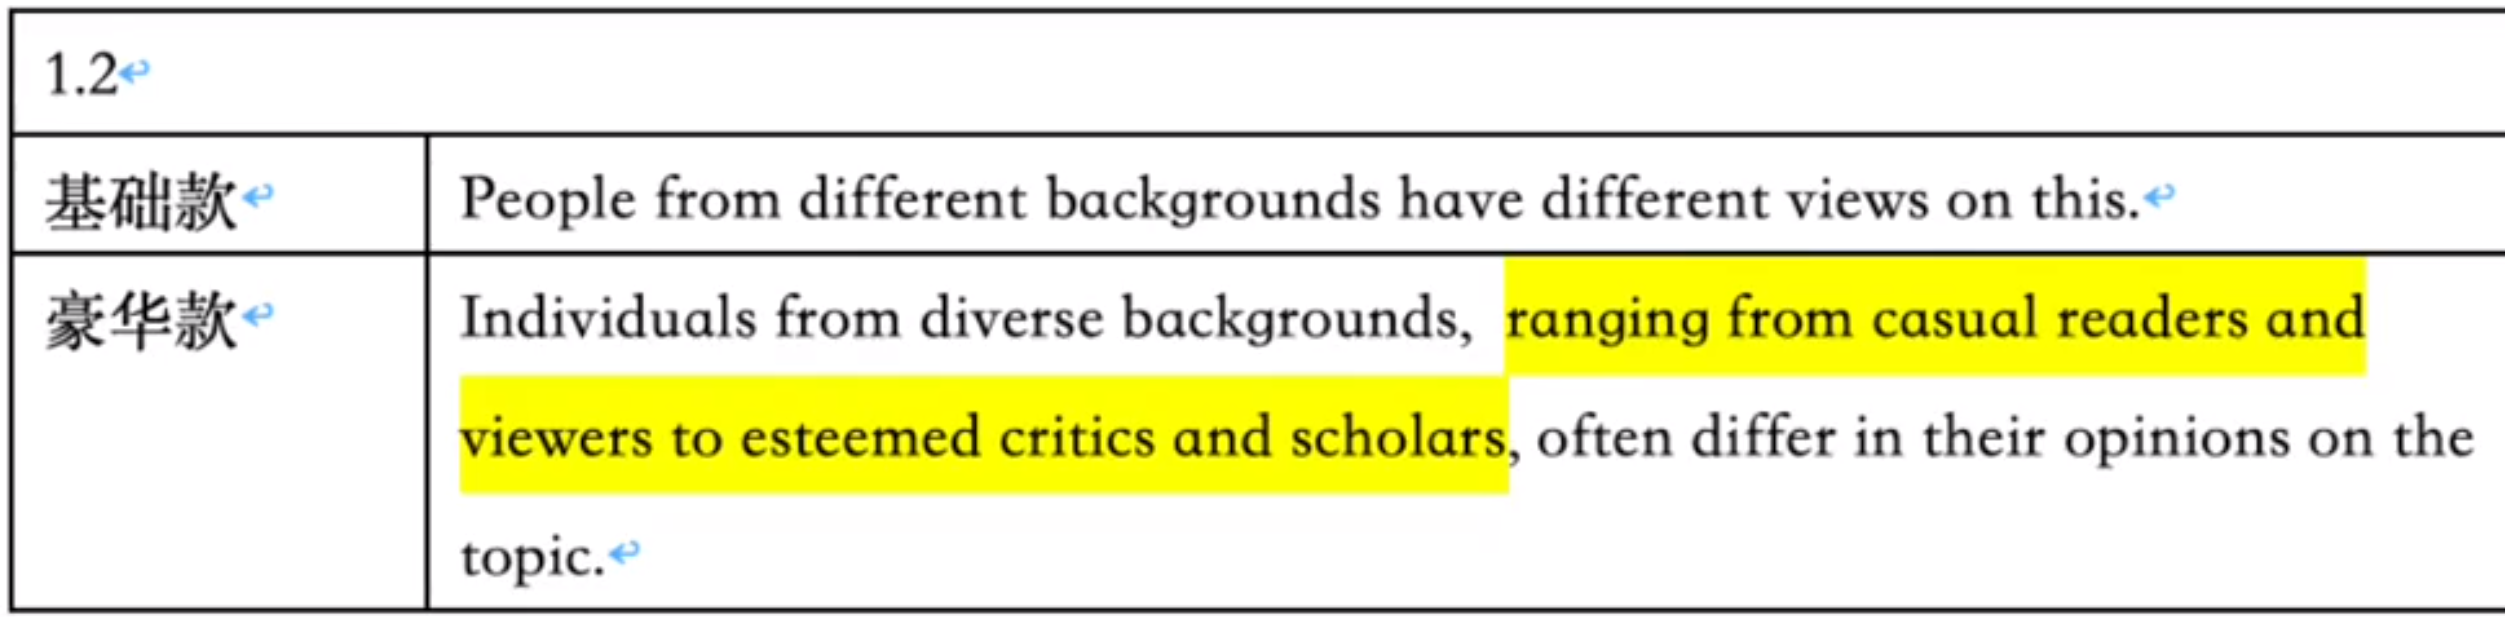 1.2
基础款
People from different backgrounds have different views on this.
豪华款
Individuals from diverse backgrounds, ranging from casual readers and
viewers to esteemed critics and scholars, often differ in their opinions on the
topic.